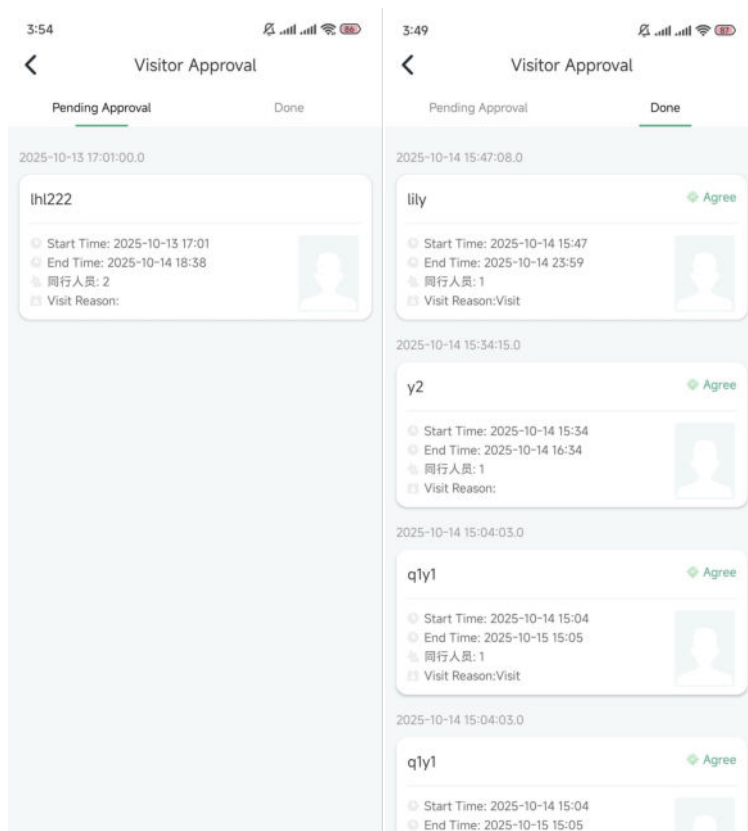 3:54
86
Visitor Approval
Pending Approval
Done
2025-10-13 17:01:00.0
lhl222
Start Time: 2025-10-13 17:01
End Time: 2025-10-14 18:38
同行人员: 2
Visit Reason:
3:49
87
Visitor Approval
Pending Approval
Done
2025-10-14 15:47:08.0
lily
Agree
Start Time: 2025-10-14 15:47
End Time: 2025-10-14 23:59
同行人员: 1
Visit Reason:Visit
2025-10-14 15:34:15.0
y2
Agree
Start Time: 2025-10-14 15:34
End Time: 2025-10-14 16:34
同行人员: 1
Visit Reason:
2025-10-14 15:04:03.0
q1y1
Agree
Start Time: 2025-10-14 15:04
End Time: 2025-10-15 15:05
同行人员: 1
Visit Reason:Visit
2025-10-14 15:04:03.0
q1y1
Agree
Start Time: 2025-10-14 15:04
End Time: 2025-10-15 15:05